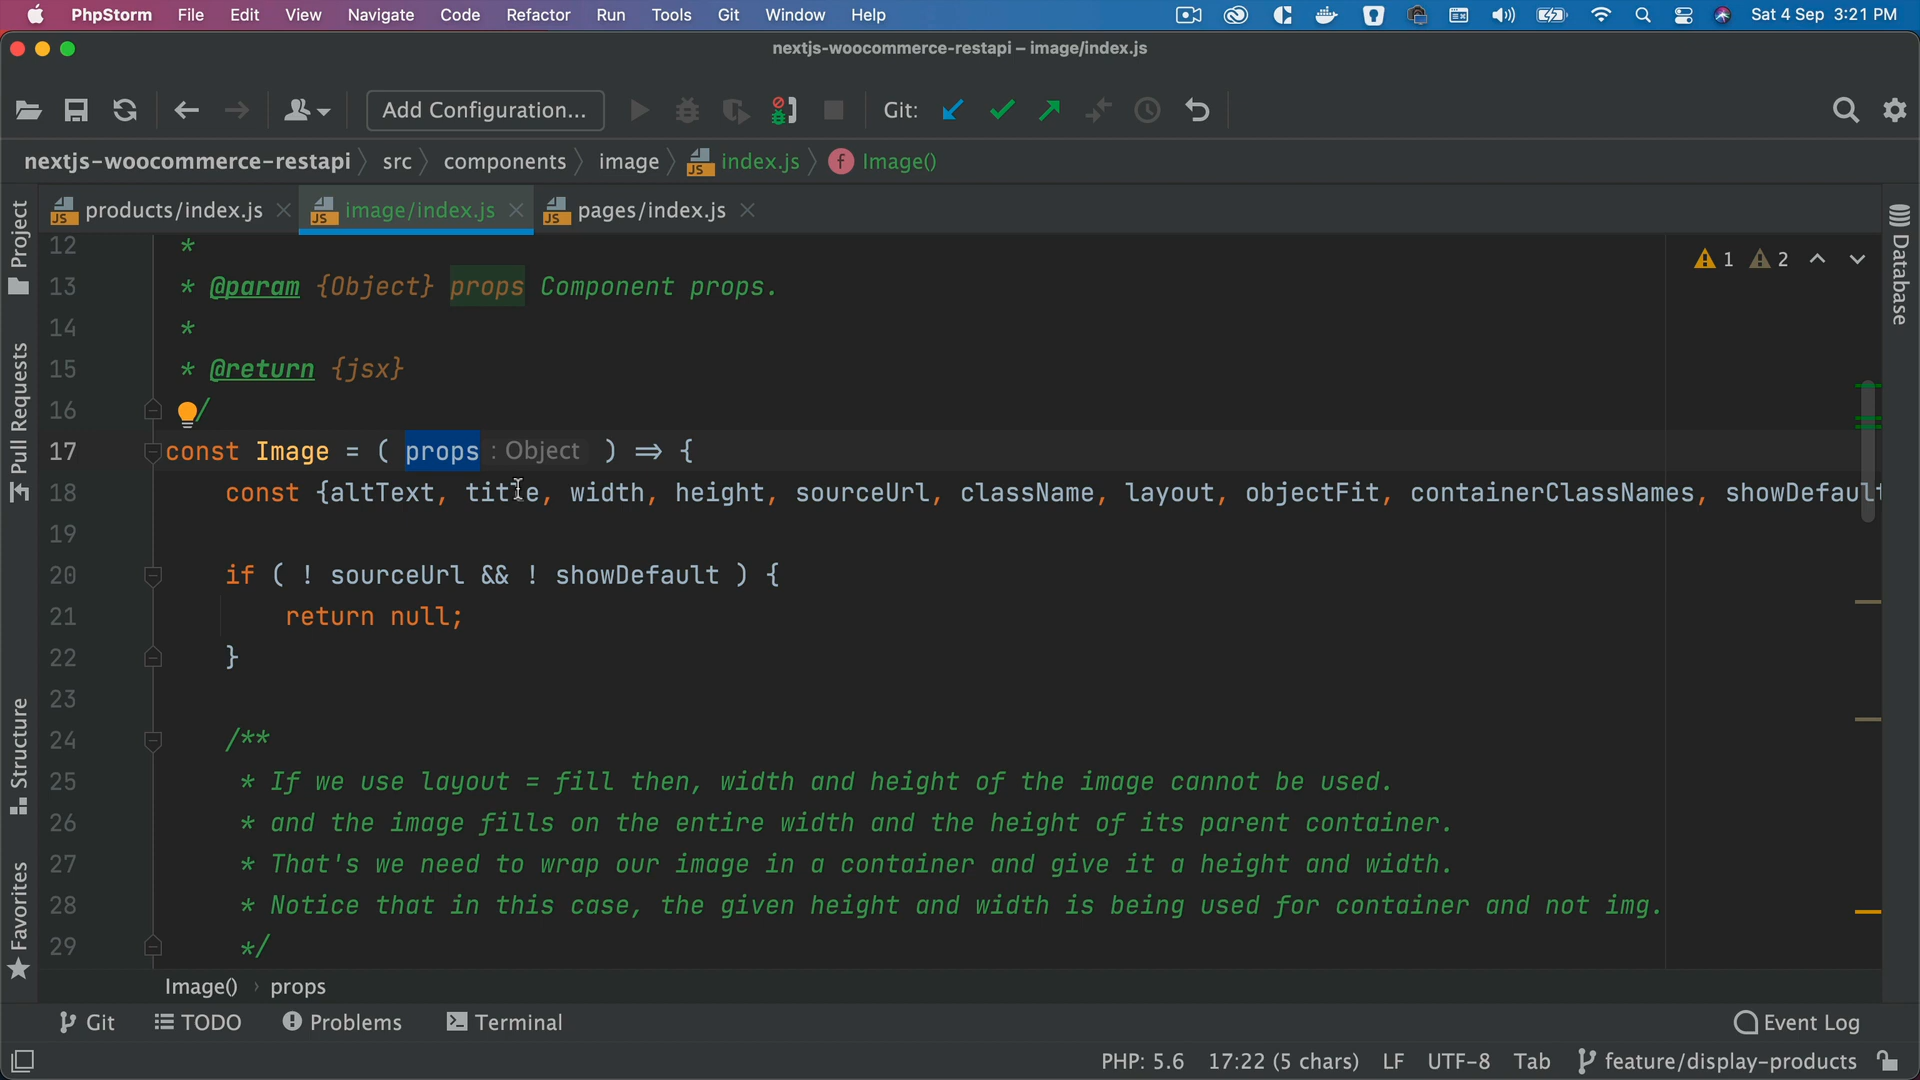 PhpStorm File Edit View Navigate Code Refactor Run Tools Git Window Help Sat 4 Sep 3:21 PM
nextjs-woocommerce-restapi – image/index.js
Add Configuration... Git:
nextjs-woocommerce-restapi src components image index.js f Image()
products/index.js image/index.js pages/index.js
Project
Pull Requests
Structure
Favorites
Database
1 2
12 *
13 * @param {Object} props Component props.
14 *
15 * @return {jsx}
16 /
17 const Image = ( props : Object ) => {
18 const {altText, title, width, height, sourceUrl, className, layout, objectFit, containerClassNames, showDefault
19
20 if ( ! sourceUrl && ! showDefault ) {
21 return null;
22 }
23
24 /**
25 * If we use layout = fill then, width and height of the image cannot be used.
26 * and the image fills on the entire width and the height of its parent container.
27 * That's we need to wrap our image in a container and give it a height and width.
28 * Notice that in this case, the given height and width is being used for container and not img.
29 */
Image() › props
Git TODO Problems Terminal Event Log
PHP: 5.6 17:22 (5 chars) LF UTF-8 Tab feature/display-products